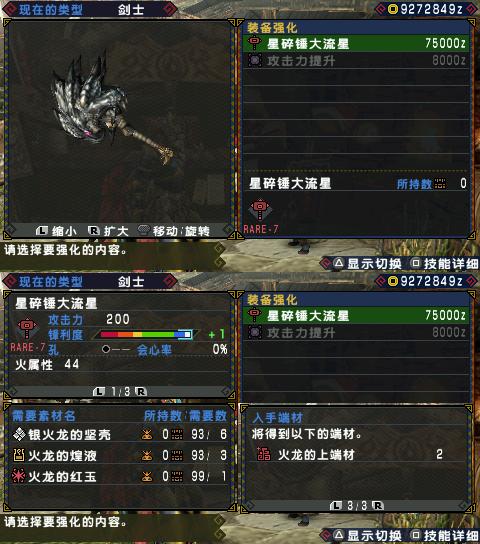 现在的类型 剑士
9272849z
装备强化
星碎锤大流星 75000z
攻击力提升 8000z
星碎锤大流星 所持数 0
RARE-7
L 缩小 R 扩大 移动/旋转
请选择要强化的内容。
△ 显示切换 □ 技能详细
现在的类型 剑士
9272849z
星碎锤大流星
攻击力 200
锋利度 +1
RARE-7 孔 ●-- 会心率 0%
火属性 44
L 1/3 R
装备强化
星碎锤大流星 75000z
攻击力提升 8000z
需要素材名 所持数/需要数
银火龙的坚壳 0 93/ 6
火龙的煌液 0 93/ 3
火龙的红玉 0 99/ 1
入手端材
将得到以下的端材。
火龙的上端材 2
L 3/3 R
请选择要强化的内容。
△ 显示切换 □ 技能详细